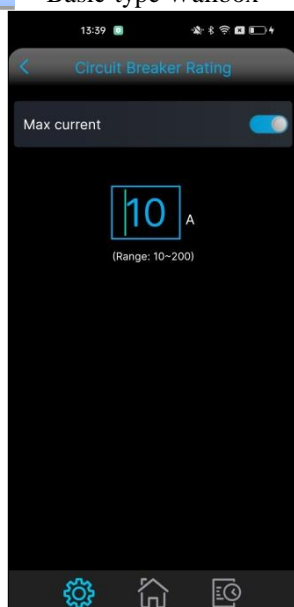 Basic type Wallbox
13:39
Circuit Breaker Rating
Max current
10 A
(Range: 10~200)